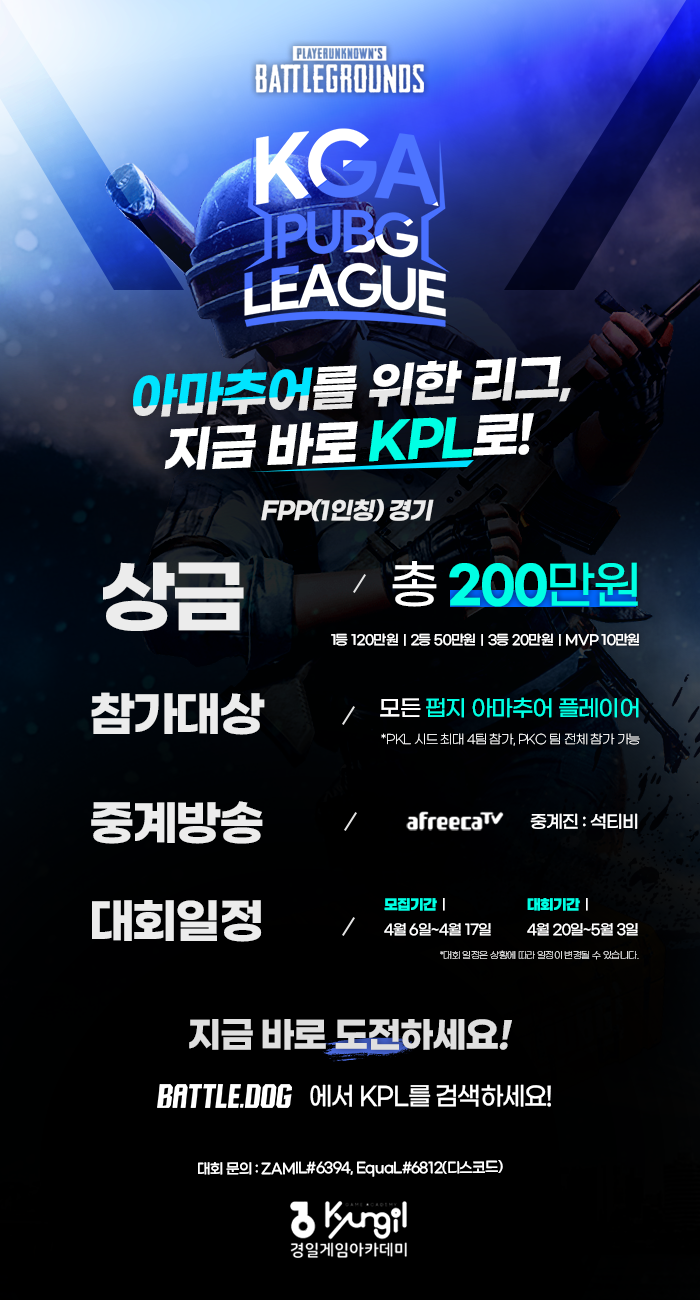 PLAYERUNKNOWN'S
BATTLEGROUNDS
KGA
PUBG
LEAGUE
아마추어를 위한 리그,
지금 바로 KPL로!
FPP(1인칭) 경기
상금 / 총 200만원
1등 120만원 | 2등 50만원 | 3등 20만원 | MVP 10만원
참가대상 / 모든 펍지 아마추어 플레이어
*PKL 시드 최대 4팀 참가, PKC 팀 전체 참가 가능
중계방송 / afreecaTV 중계진 : 석티비
대회일정 /
모집기간 | 대회기간 |
4월 6일~4월 17일 4월 20일~5월 3일
*대회 일정은 상황에 따라 일정이 변경될 수 있습니다.
지금 바로 도전하세요!
BATTLE.DOG 에서 KPL를 검색하세요!
대회 문의 : ZAMIL#6394, EquaL#6812(디스코드)
GAME ACADEMY
Kyungil
경일게임아카데미